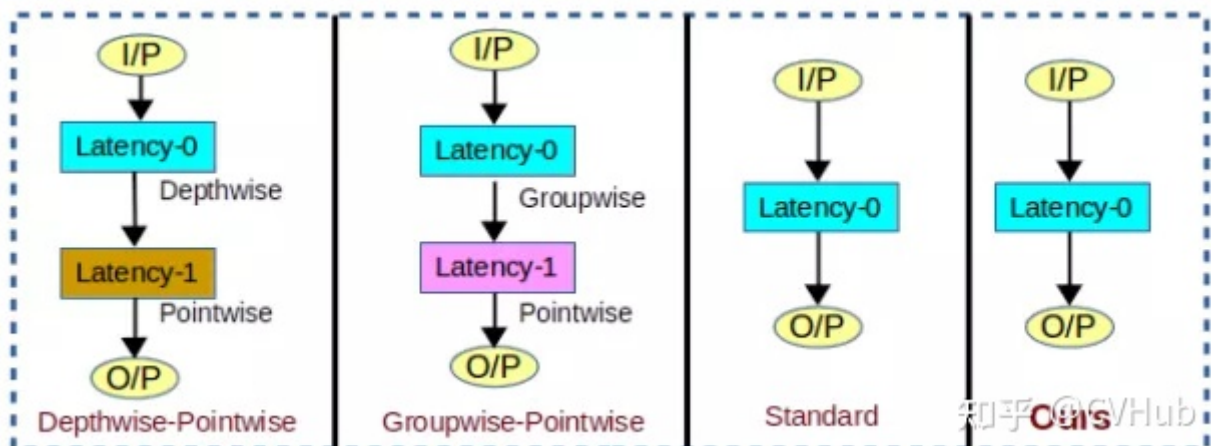 I/P
Latency-0
Depthwise
Latency-1
Pointwise
O/P
Depthwise-Pointwise
I/P
Latency-0
Groupwise
Latency-1
Pointwise
O/P
Groupwise-Pointwise
I/P
Latency-0
O/P
Standard
I/P
Latency-0
O/P
Ours
知乎 @CVHub